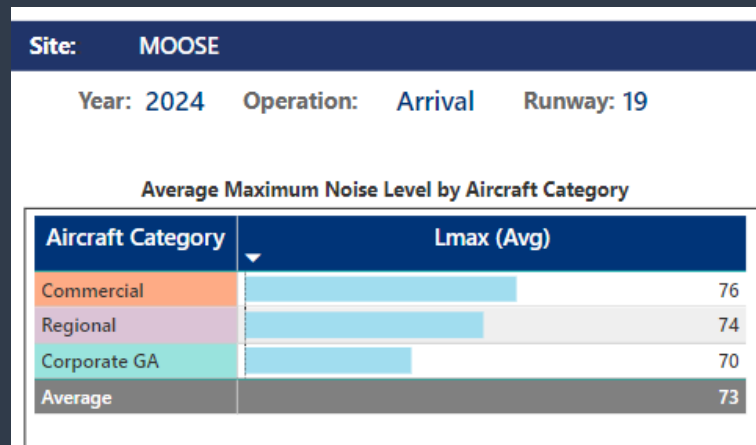 Site: MOOSE
Year: 2024 Operation: Arrival Runway: 19
Average Maximum Noise Level by Aircraft Category
Aircraft Category Lmax (Avg)
Commercial 76
Regional 74
Corporate GA 70
Average 73